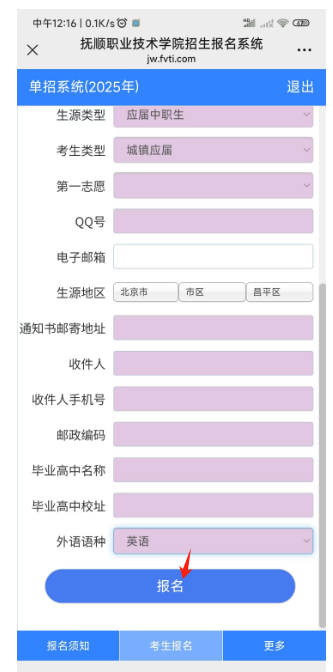 中午12:16 | 0.1K/s
抚顺职业技术学院招生报名系统
jw.fvti.com
单招系统(2025年) 退出
生源类型 应届中职生
考生类型 城镇应届
第一志愿
QQ号
电子邮箱
生源地区 北京市 市区 昌平区
通知书邮寄地址
收件人
收件人手机号
邮政编码
毕业高中名称
毕业高中校址
外语语种 英语
报名
报名须知 考生报名 更多